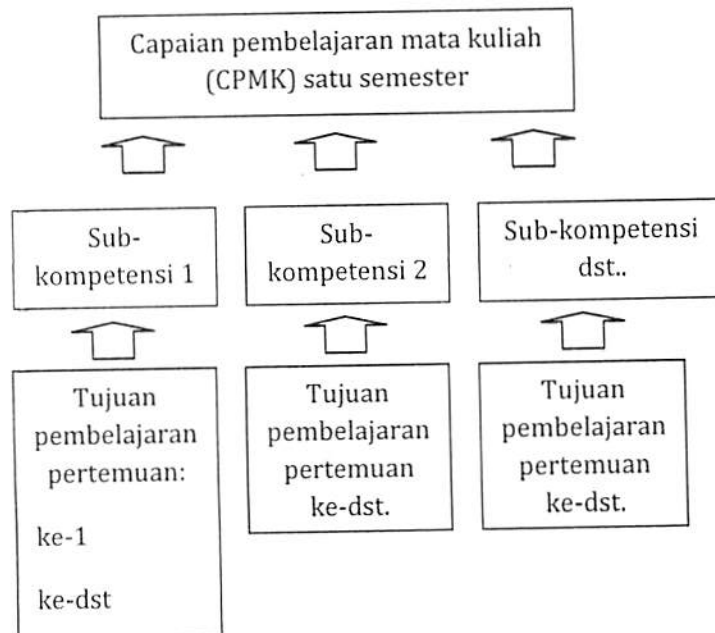 Capaian pembelajaran mata kuliah
(CPMK) satu semester
Sub-
kompetensi 1
Sub-
kompetensi 2
Sub-kompetensi
dst..
Tujuan
pembelajaran
pertemuan:
ke-1
ke-dst
Tujuan
pembelajaran
pertemuan
ke-dst.
Tujuan
pembelajaran
pertemuan
ke-dst.